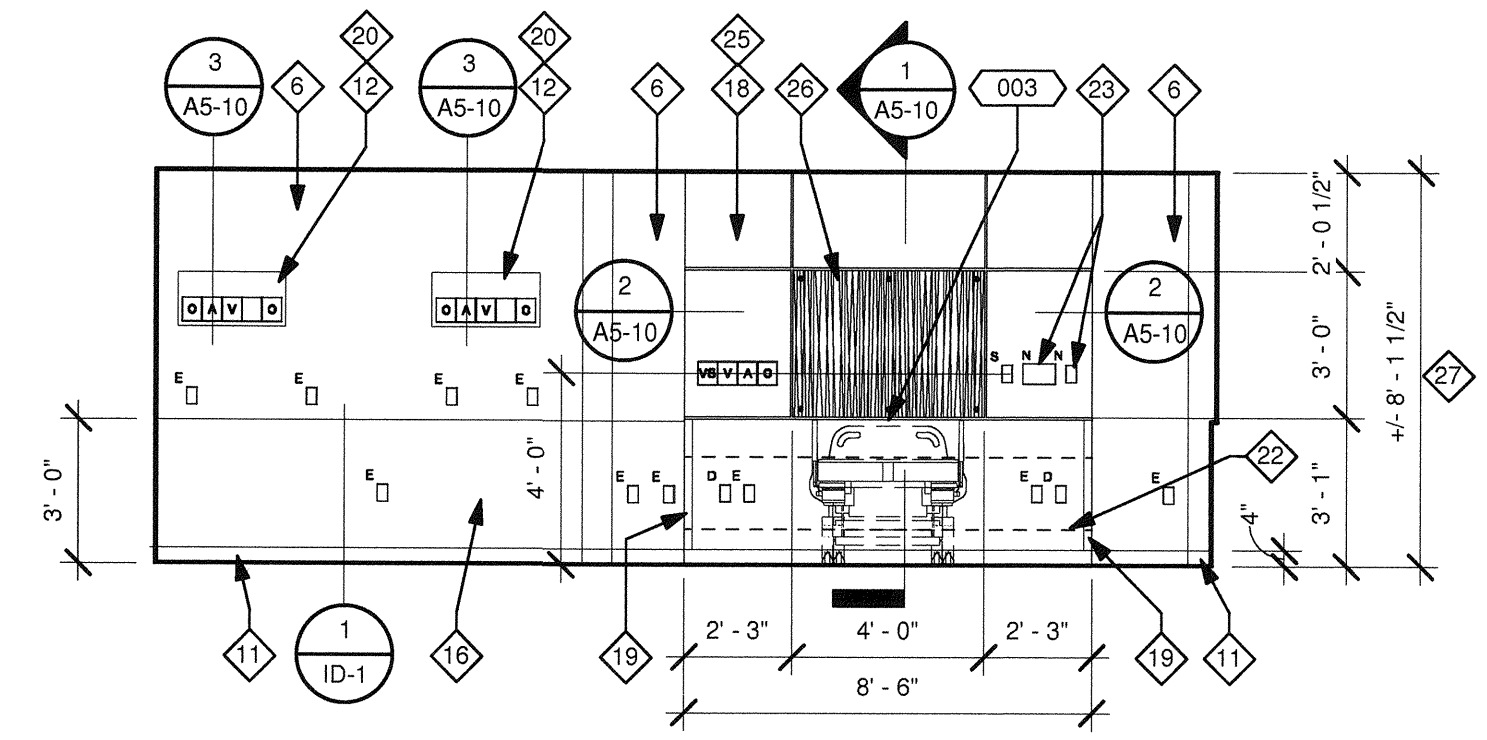 20
20
25
3
A5-10
6
12
3
A5-10
12
6
18
26
1
A5-10
003
23
6
2' - 0 1/2"
2
A5-10
2
A5-10
O A V O
O A V O
3' - 0"
+/- 8' - 1 1/2"
27
S N N
VS V A O
E E E E
3' - 0"
4' - 0"
E
E E
D E
E D
E
22
4"
3' - 1"
11
1
ID-1
16
19
2' - 3"
4' - 0"
2' - 3"
19
11
8' - 6"